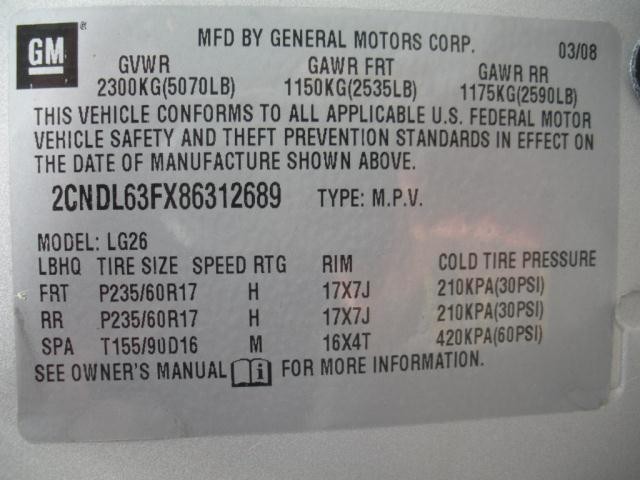 GM ®
MFD BY GENERAL MOTORS CORP. 03/08
GVWR GAWR FRT GAWR RR
2300KG(5070LB) 1150KG(2535LB) 1175KG(2590LB)
THIS VEHICLE CONFORMS TO ALL APPLICABLE U.S. FEDERAL MOTOR
VEHICLE SAFETY AND THEFT PREVENTION STANDARDS IN EFFECT ON
THE DATE OF MANUFACTURE SHOWN ABOVE.
2CNDL63FX86312689 TYPE: M.P.V.
MODEL: LG26
LBHQ TIRE SIZE SPEED RTG RIM COLD TIRE PRESSURE
FRT P235/60R17 H 17X7J 210KPA(30PSI)
RR P235/60R17 H 17X7J 210KPA(30PSI)
SPA T155/90D16 M 16X4T 420KPA(60PSI)
SEE OWNER'S MANUAL i FOR MORE INFORMATION.